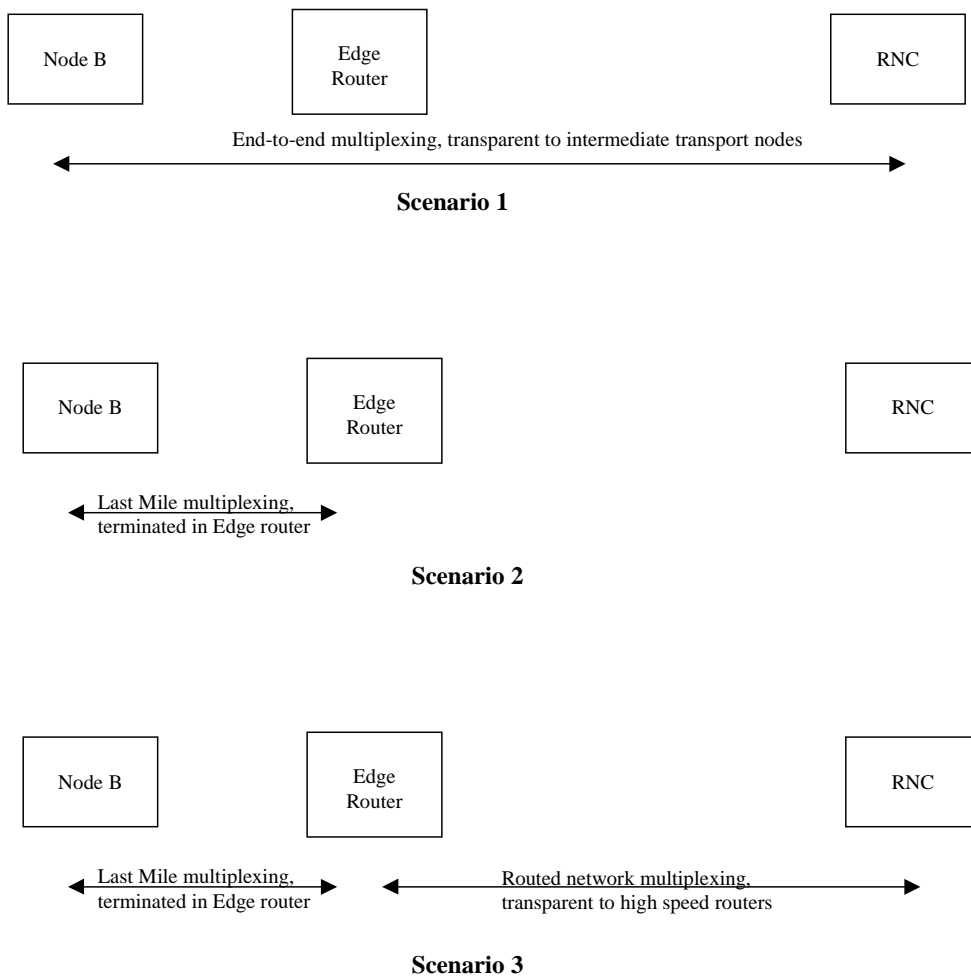 Node B
Edge
Router
RNC
End-to-end multiplexing, transparent to intermediate transport nodes
Scenario 1
Node B
Edge
Router
RNC
Last Mile multiplexing,
terminated in Edge router
Scenario 2
Node B
Edge
Router
RNC
Last Mile multiplexing,
terminated in Edge router
Routed network multiplexing,
transparent to high speed routers
Scenario 3